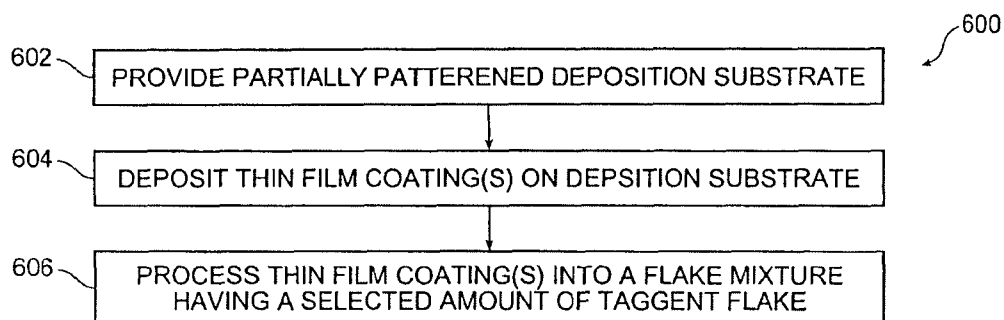 600
602
PROVIDE PARTIALLY PATTERENED DEPOSITION SUBSTRATE
604
DEPOSIT THIN FILM COATING(S) ON DEPSITION SUBSTRATE
606
PROCESS THIN FILM COATING(S) INTO A FLAKE MIXTURE
HAVING A SELECTED AMOUNT OF TAGGENT FLAKE